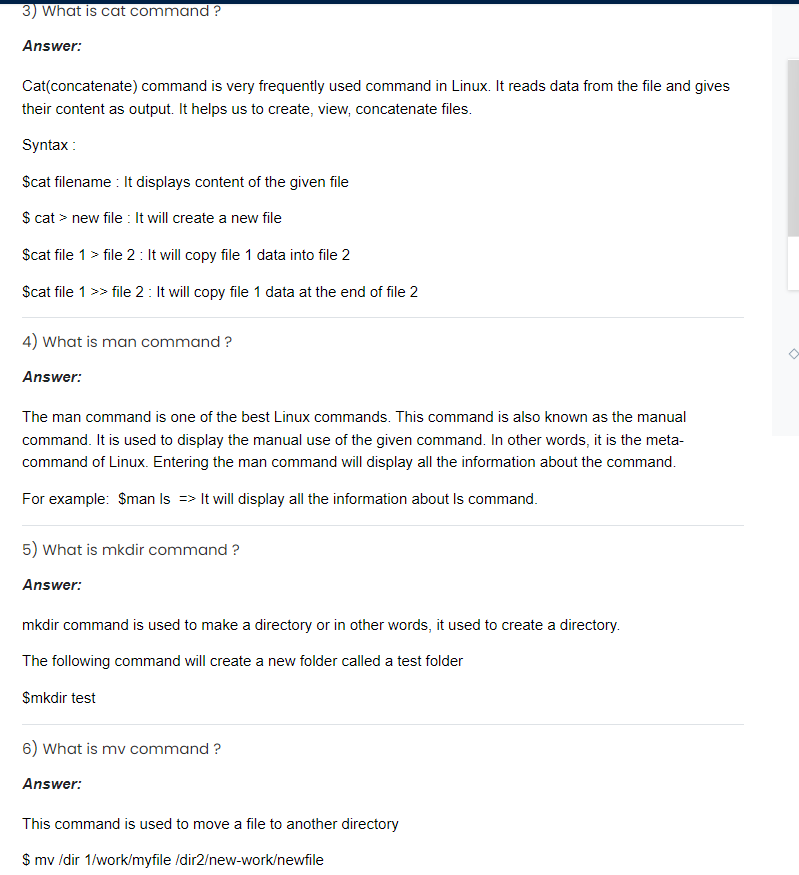 3) What is cat command ?
Answer:
Cat(concatenate) command is very frequently used command in Linux. It reads data from the file and gives
their content as output. It helps us to create, view, concatenate files.
Syntax :
$cat filename : It displays content of the given file
$ cat > new file : It will create a new file
$cat file 1 > file 2 : It will copy file 1 data into file 2
$cat file 1 >> file 2 : It will copy file 1 data at the end of file 2
4) What is man command ?
Answer:
The man command is one of the best Linux commands. This command is also known as the manual
command. It is used to display the manual use of the given command. In other words, it is the meta-
command of Linux. Entering the man command will display all the information about the command.
For example:  $man ls  => It will display all the information about ls command.
5) What is mkdir command ?
Answer:
mkdir command is used to make a directory or in other words, it used to create a directory.
The following command will create a new folder called a test folder
$mkdir test
6) What is mv command ?
Answer:
This command is used to move a file to another directory
$ mv /dir 1/work/myfile /dir2/new-work/newfile